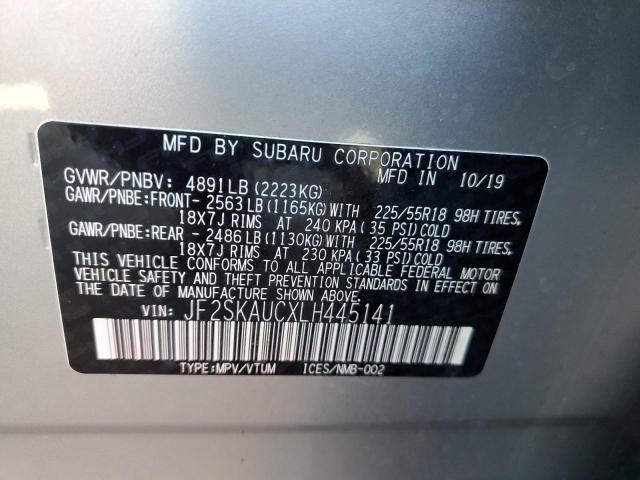 MFD BY SUBARU CORPORATION
GVWR/PNBV: 4891LB(2223KG) MFD IN 10/19
GAWR/PNBE:FRONT- 2563LB(1165KG)WITH 225/55R18 98H TIRES,
18X7J RIMS AT 240 KPA(35 PSI)COLD
GAWR/PNBE:REAR - 2486LB(1130KG)WITH 225/55R18 98H TIRES,
18X7J RIMS AT 230 KPA(33 PSI)COLD
THIS VEHICLE CONFORMS TO ALL APPLICABLE FEDERAL MOTOR
VEHICLE SAFETY AND THEFT PREVENTION STANDARDS IN EFFECT ON
THE DATE OF MANUFACTURE SHOWN ABOVE.
VIN: JF2SKAUCXLH445141
TYPE:MPV/VTUM ICES/NMB-002